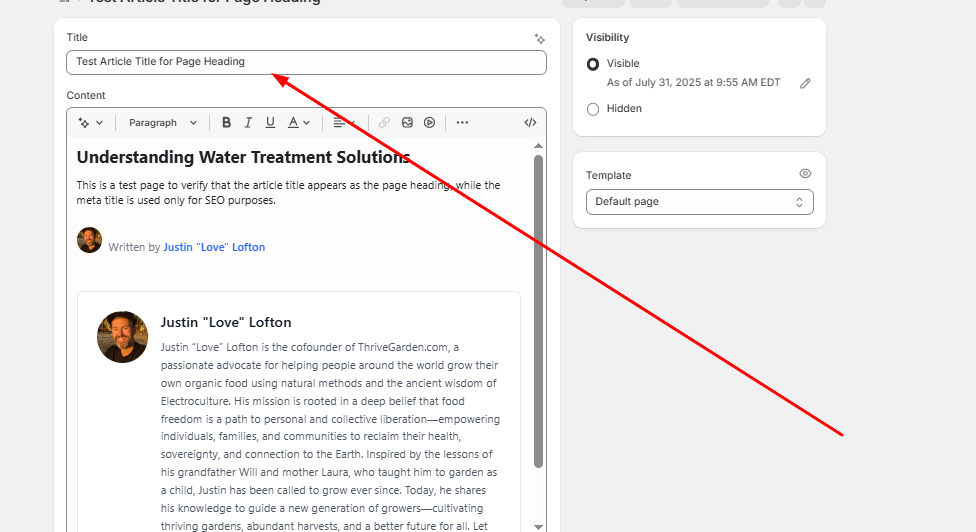 Test Article Title for Page Heading
Title
Test Article Title for Page Heading
Content
Paragraph
B I U A
Understanding Water Treatment Solutions
This is a test page to verify that the article title appears as the page heading, while the
meta title is used only for SEO purposes.
Written by Justin "Love" Lofton
Justin "Love" Lofton
Justin “Love” Lofton is the cofounder of ThriveGarden.com, a
passionate advocate for helping people around the world grow their
own organic food using natural methods and the ancient wisdom of
Electroculture. His mission is rooted in a deep belief that food
freedom is a path to personal and collective liberation—empowering
individuals, families, and communities to reclaim their health,
sovereignty, and connection to the Earth. Inspired by the lessons of
his grandfather Will and mother Laura, who taught him to garden as
a child, Justin has been called to grow ever since. Today, he shares
his knowledge to guide a new generation of growers—cultivating
thriving gardens, abundant harvests, and a better future for all. Let
Visibility
Visible
As of July 31, 2025 at 9:55 AM EDT
Hidden
Template
Default page